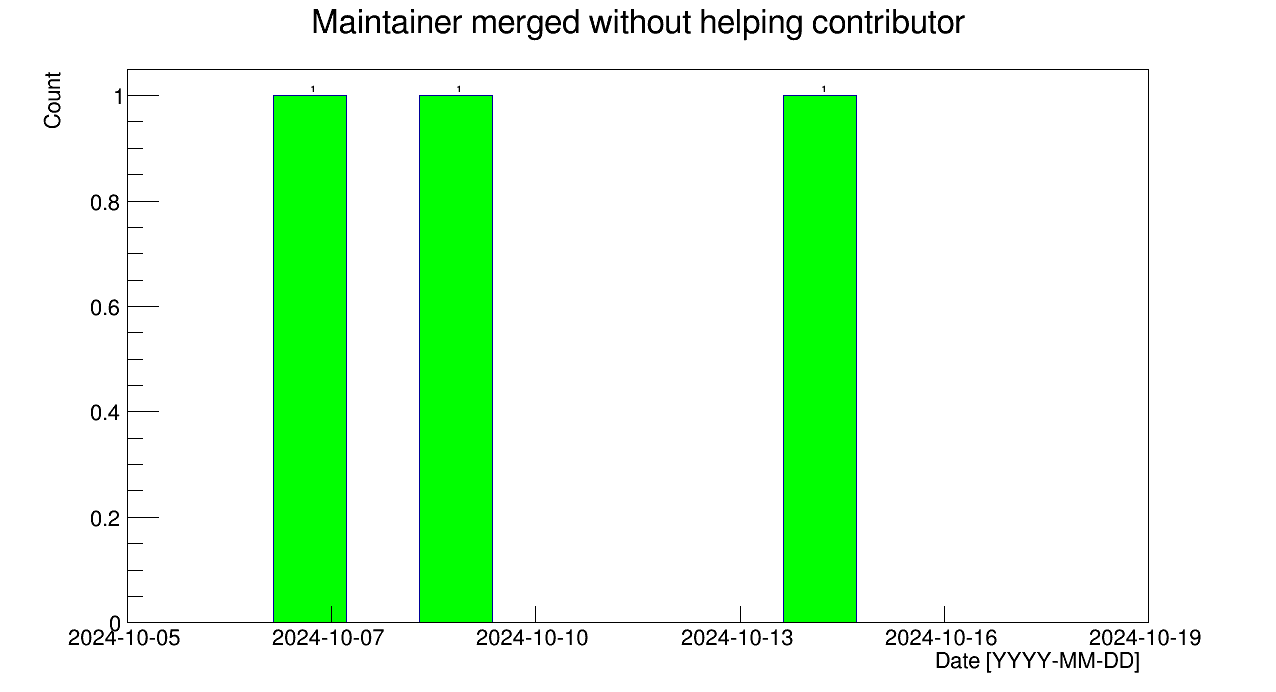 Maintainer merged without helping contributor
Count
1 1 1
1
0.8
0.6
0.4
0.2
0
2024-10-05 2024-10-07 2024-10-10 2024-10-13 2024-10-16 2024-10-19
Date [YYYY-MM-DD]